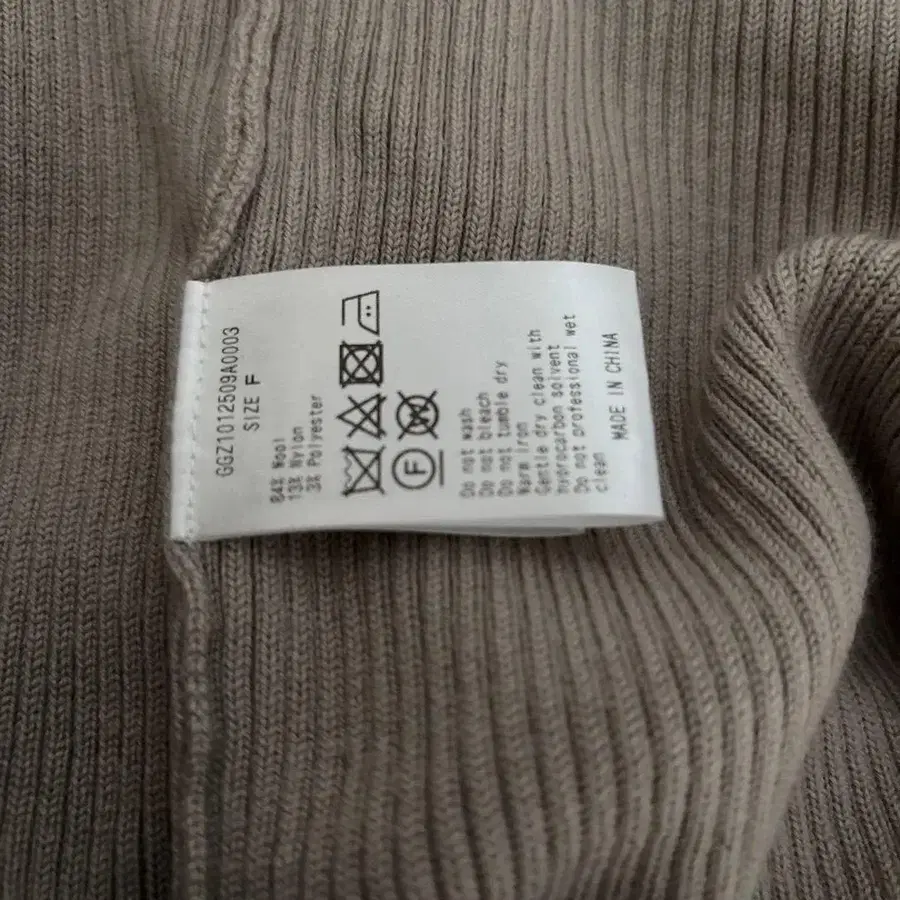 GGZ1012509A0003
SIZE F
84% Wool
13% Nylon
3% Polyester
W
F
Do not wash
Do not bleach
Do not tumble dry
Warm iron
Gentle dry clean with
hydrocarbon solvent
Do not professional wet
clean
MADE IN CHINA